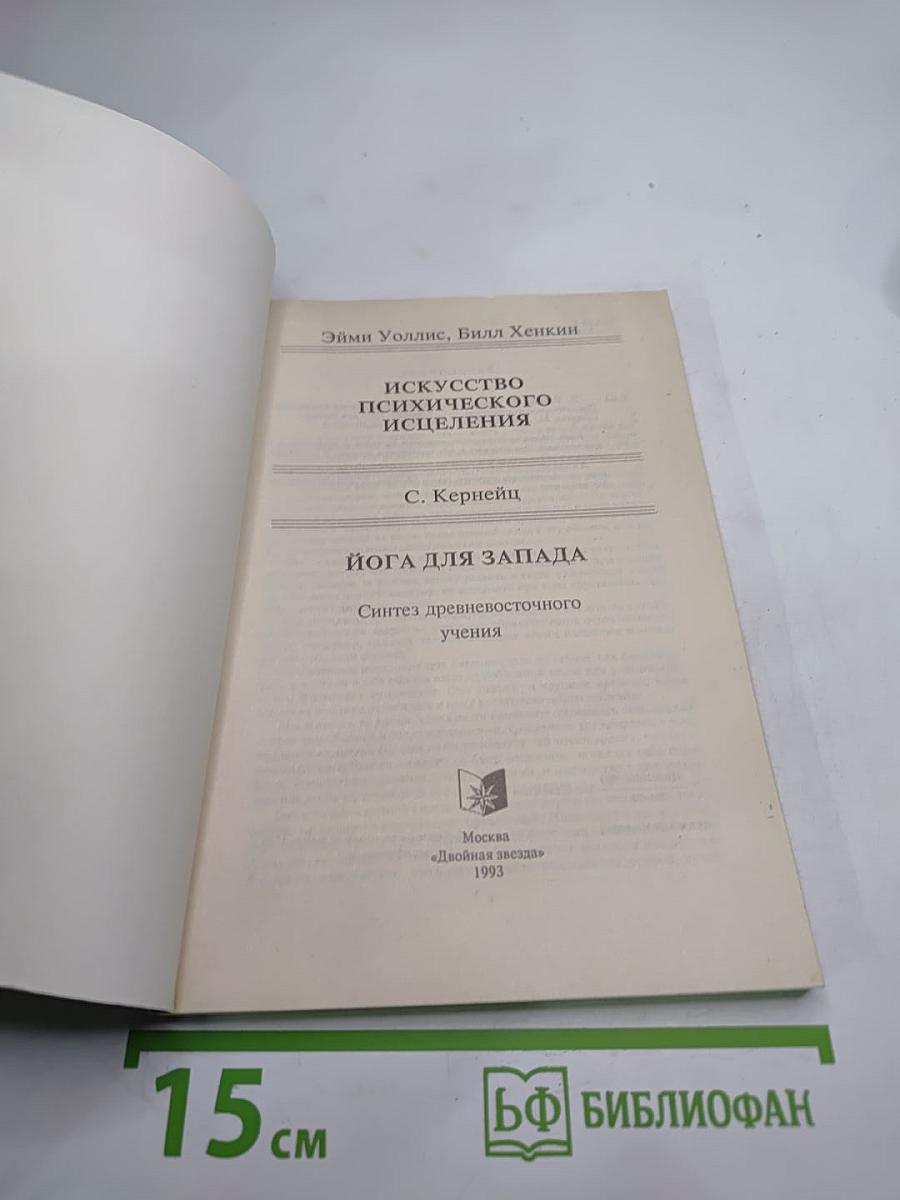 Эйми Уоллис, Билл Хенкин
ИСКУССТВО
ПСИХИЧЕСКОГО
ИСЦЕЛЕНИЯ
С. Кернейц
ЙОГА ДЛЯ ЗАПАДА
Синтез древневосточного
учения
Москва
«Двойная звезда»
1993
15 см
БФ БИБЛИОФАН